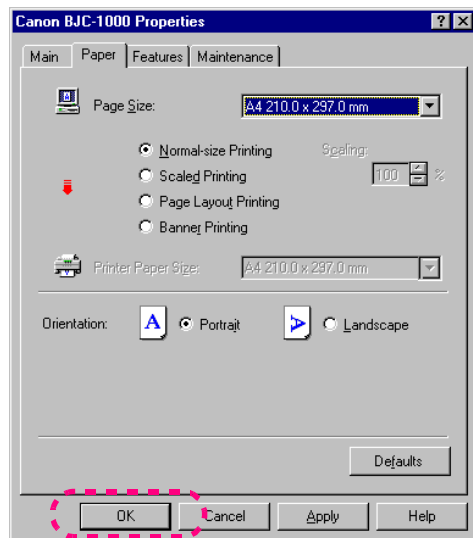 Canon BJC-1000 Properties
Main Paper Features Maintenance
Page Size: A4 210.0 x 297.0 mm
Normal-size Printing Scaling:
Scaled Printing 100 %
Page Layout Printing
Banner Printing
Printer Paper Size: A4 210.0 x 297.0 mm
Orientation: A Portrait A Landscape
Defaults
OK Cancel Apply Help